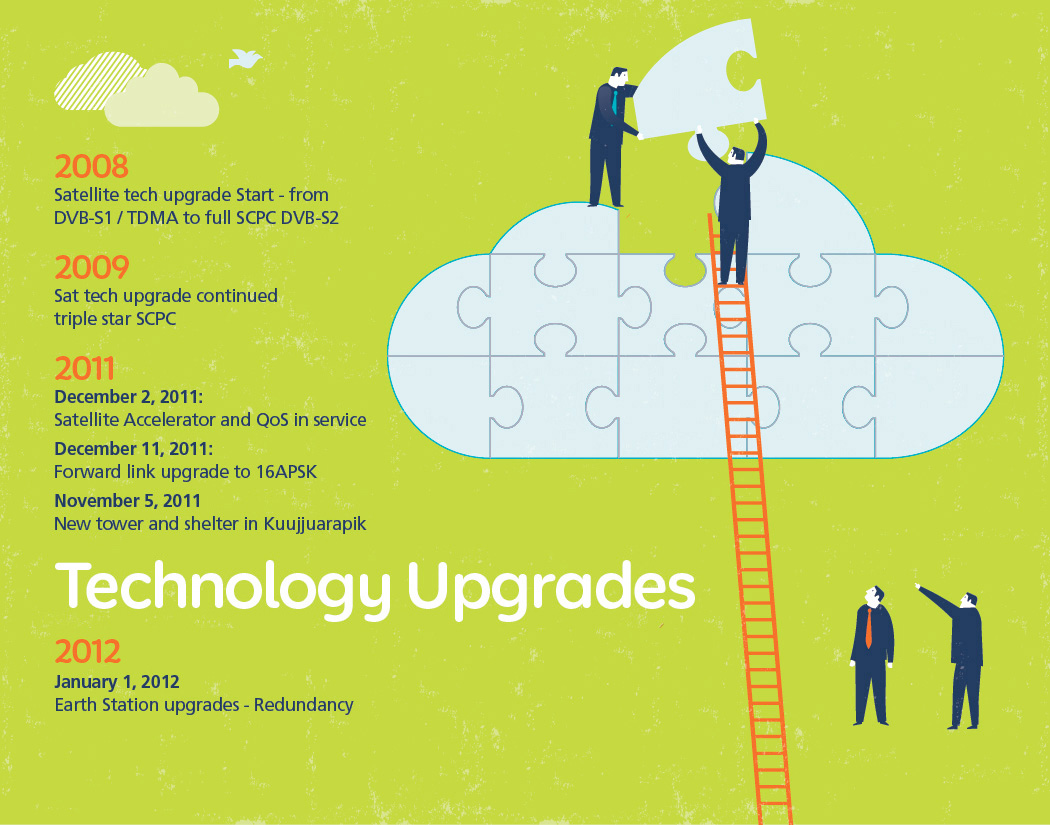 2008
Satellite tech upgrade Start - from
DVB-S1 / TDMA to full SCPC DVB-S2
2009
Sat tech upgrade continued
triple star SCPC
2011
December 2, 2011:
Satellite Accelerator and QoS in service
December 11, 2011:
Forward link upgrade to 16APSK
November 5, 2011
New tower and shelter in Kuujjuarapik
Technology Upgrades
2012
January 1, 2012
Earth Station upgrades - Redundancy